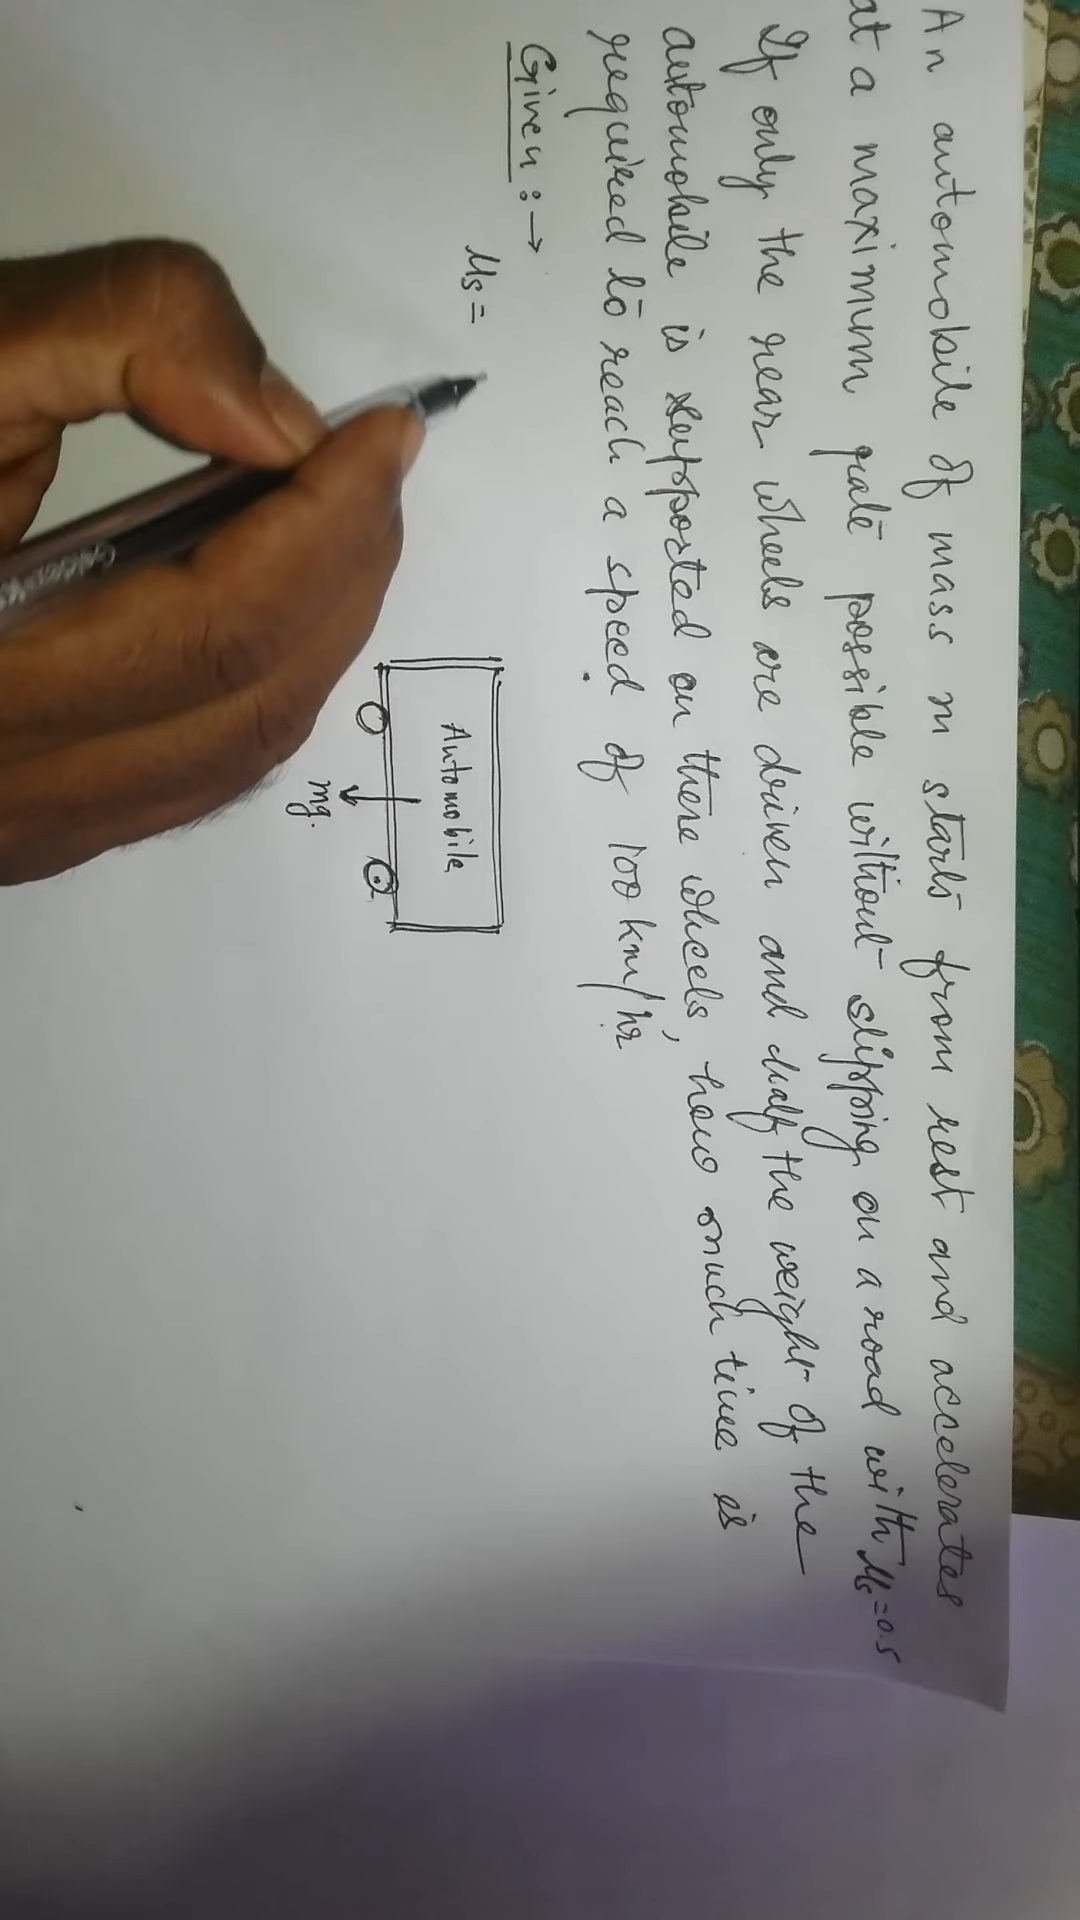 An automobile of mass m starts from rest and accelerates
at a maximum rate possible without slipping on a road with μs=0.5
If only the rear wheels are driven and half the weight of the
automobile is supported on there wheels, how much time is
required to reach a speed of 100 km/hr.
Given :→
μs =
Automobile
mg.